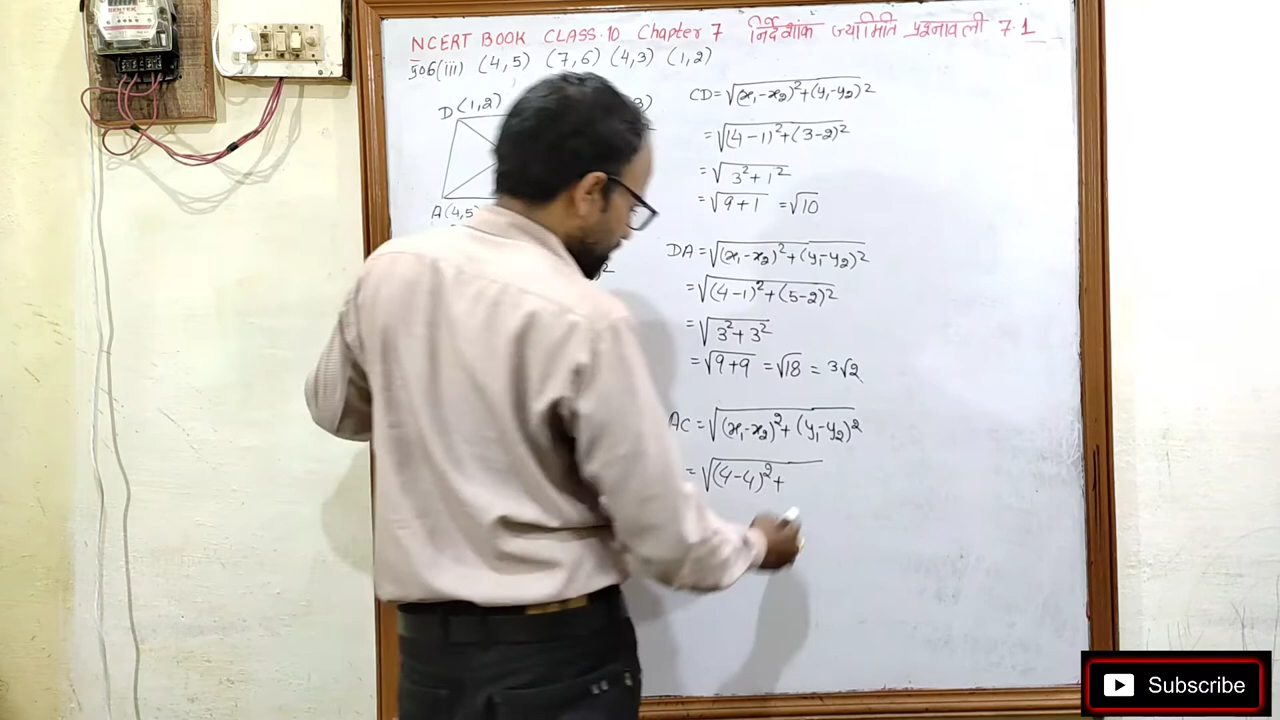 NCERT BOOK CLASS-10 Chapter 7 निर्देशांक ज्यामिति प्रश्नावली 7.1
प्र06(iii) (4,5) (7,6) (4,3) (1,2)
D(1,2)
3)
A(4,5)
CD=√(x₁-x₂)²+(y₁-y₂)²
=√(4-1)²+(3-2)²
=√3²+1²
=√9+1 =√10
DA=√(x₁-x₂)²+(y₁-y₂)²
=√(4-1)²+(5-2)²
=√3²+3²
=√9+9 =√18 = 3√2
AC=√(x₁-x₂)²+(y₁-y₂)²
=√(4-4)²+
Subscribe